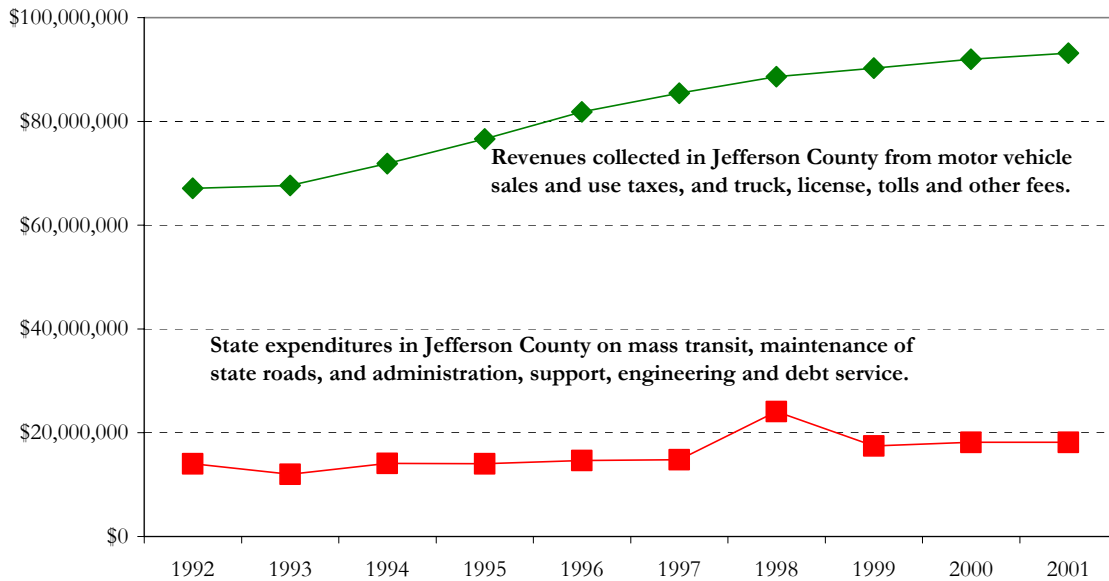 $100,000,000
$80,000,000
Revenues collected in Jefferson County from motor vehicle
sales and use taxes, and truck, license, tolls and other fees.
$60,000,000
$40,000,000
State expenditures in Jefferson County on mass transit, maintenance of
state roads, and administration, support, engineering and debt service.
$20,000,000
$0
1992 1993 1994 1995 1996 1997 1998 1999 2000 2001